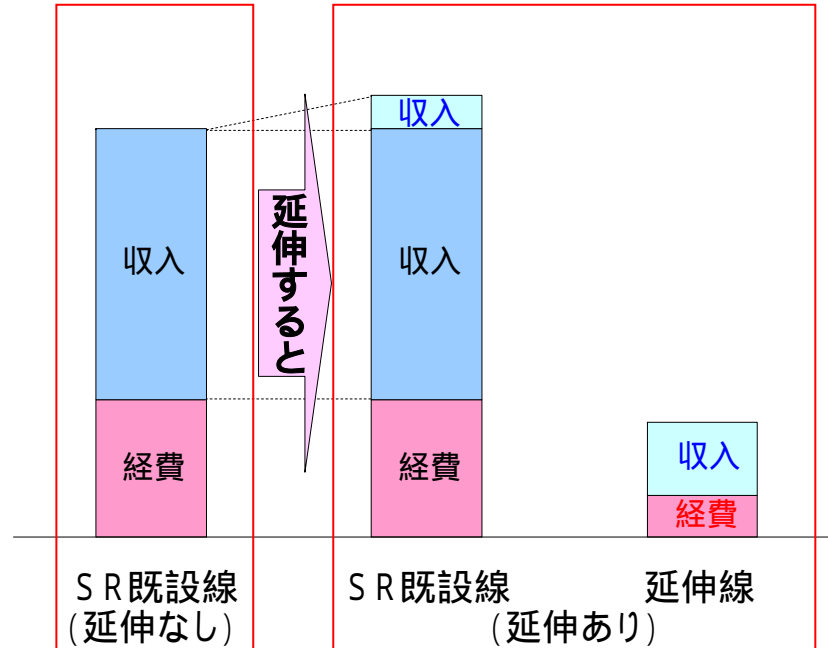 収入
経費
延伸すると
収入
収入
経費
収入
経費
ＳＲ既設線
(延伸なし)
ＳＲ既設線
延伸線
(延伸あり)